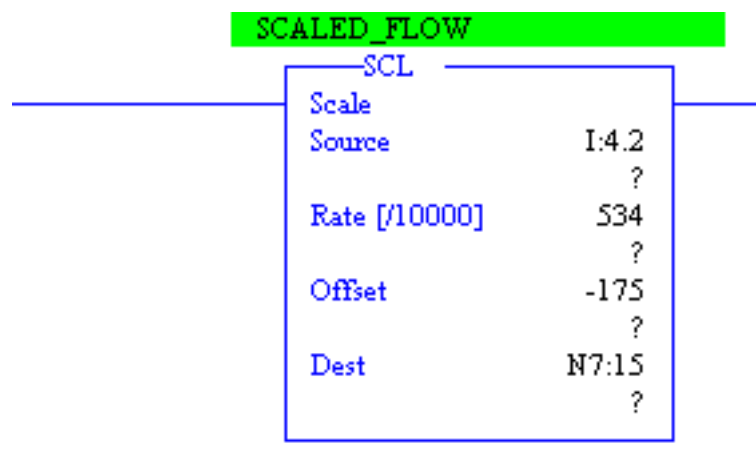 SCALED_FLOW
SCL
Scale
Source I:4.2
?
Rate [/10000] 534
?
Offset -175
?
Dest N7:15
?